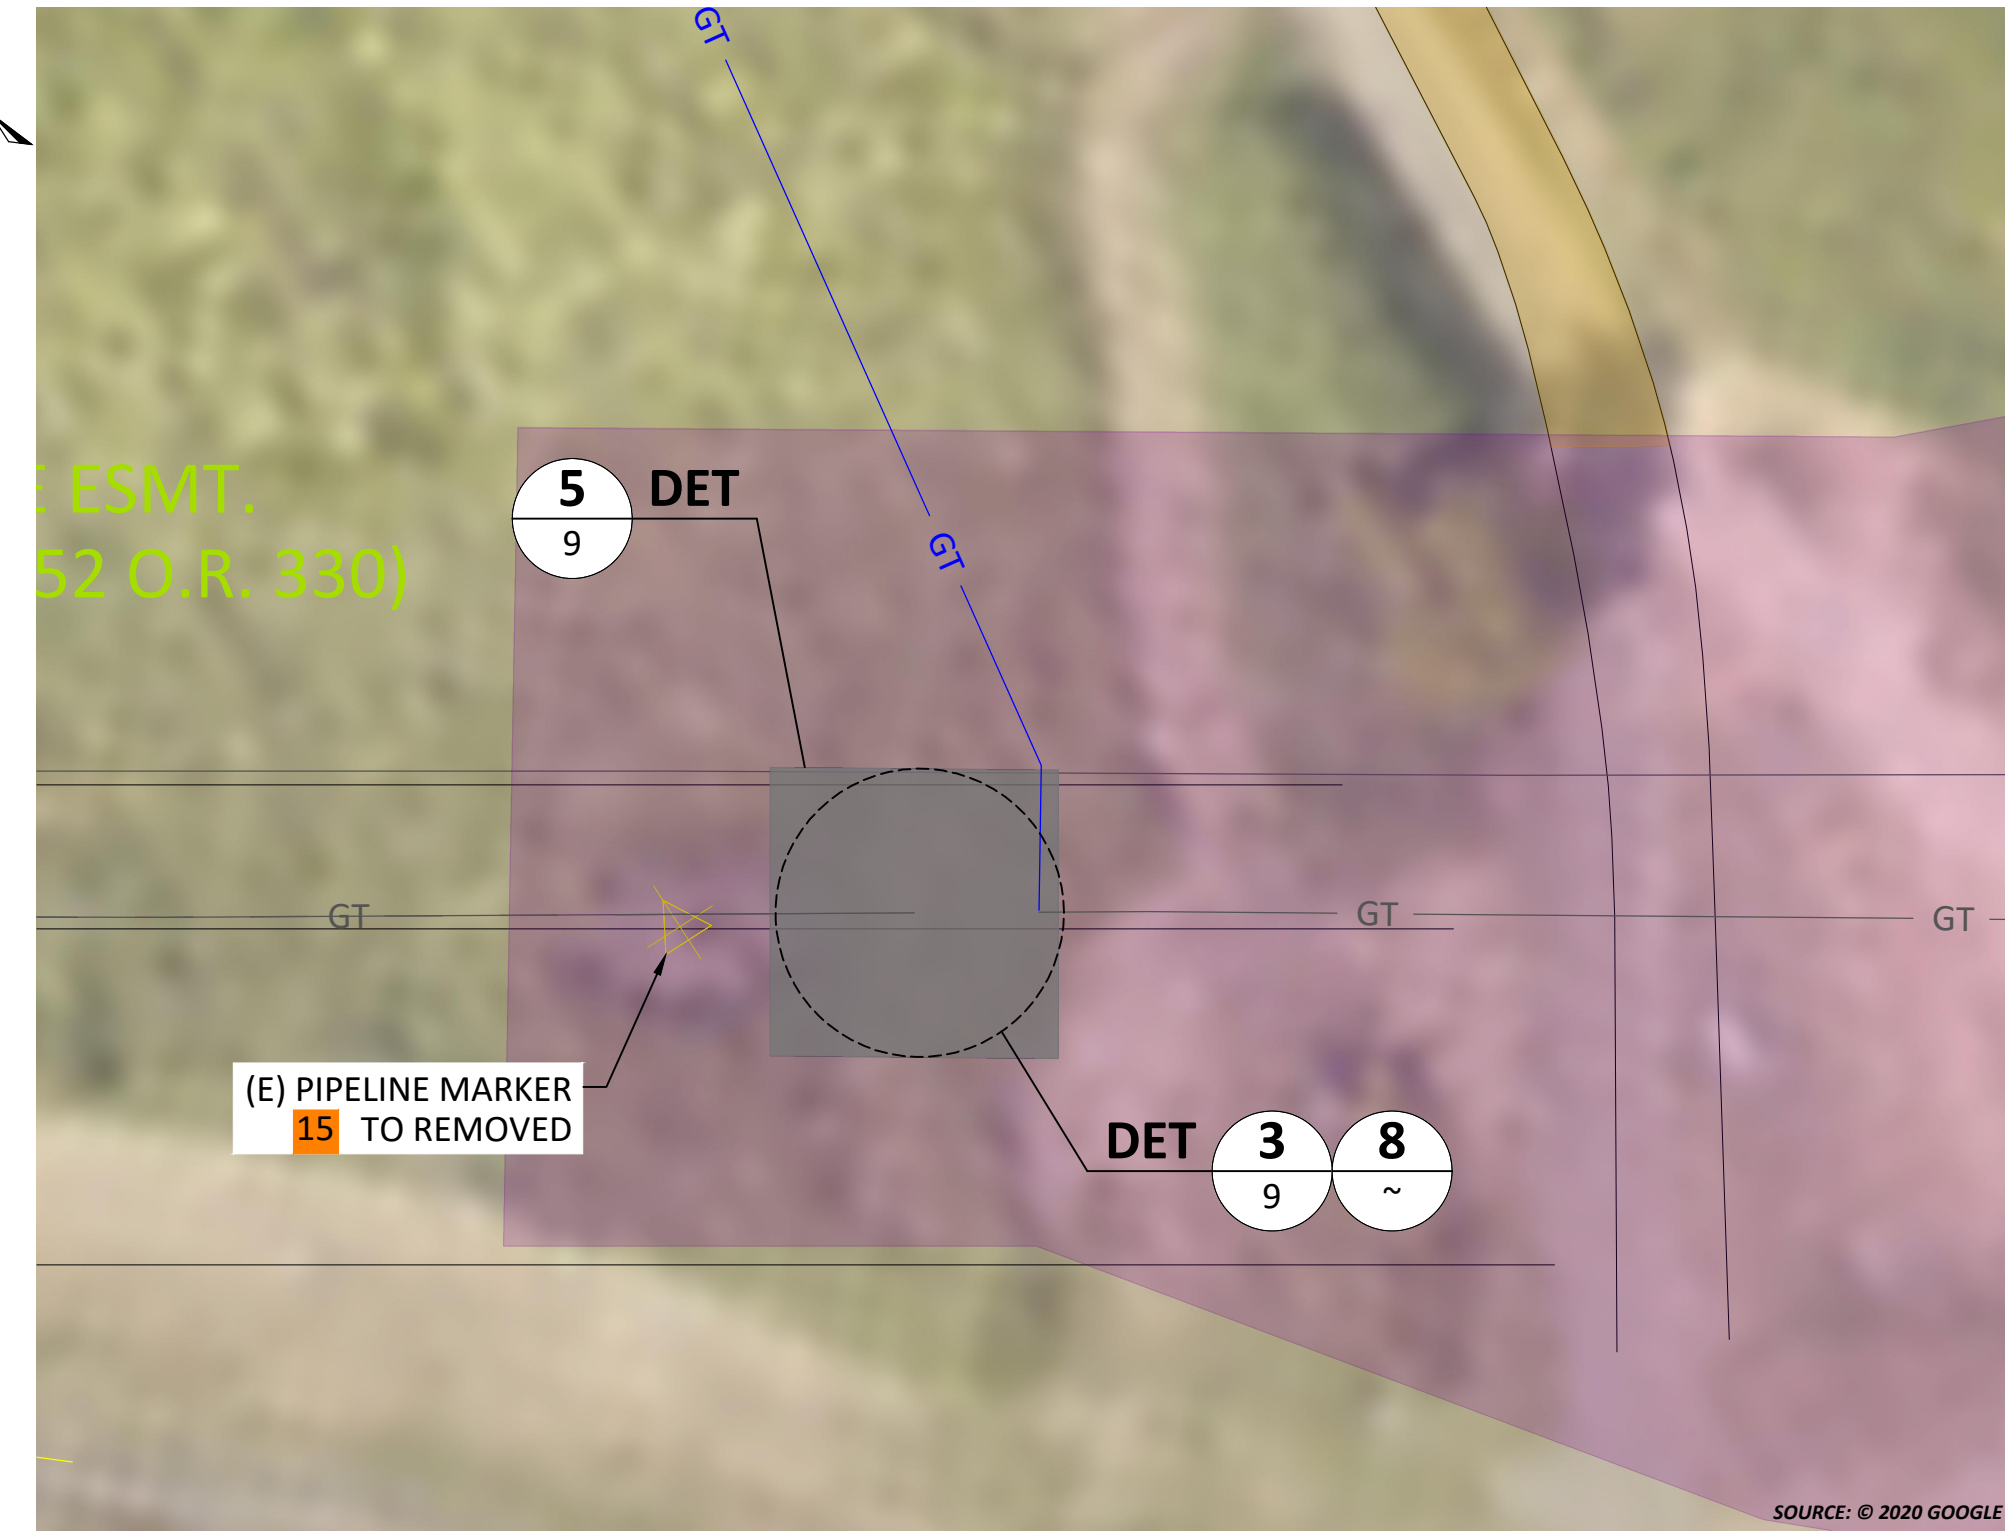 GT
E ESMT.
52 O.R. 330)
5
9
DET
GT
GT
GT
GT
(E) PIPELINE MARKER
15 TO REMOVED
DET
3
9
8
~
SOURCE: © 2020 GOOGLE